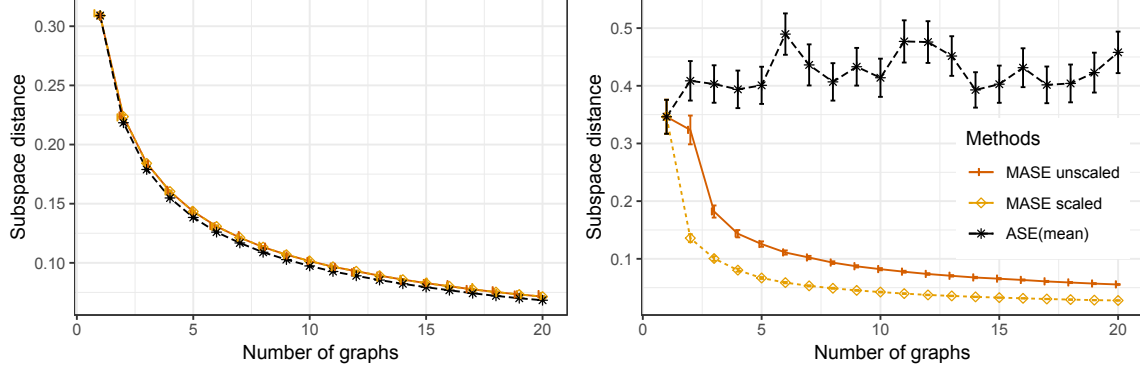 0.30
0.25
0.20
0.15
0.10
Subspace distance
0
5
10
15
20
Number of graphs
0.5
0.4
0.3
0.2
0.1
Subspace distance
0
5
10
15
20
Number of graphs
Methods
MASE unscaled
MASE scaled
ASE(mean)